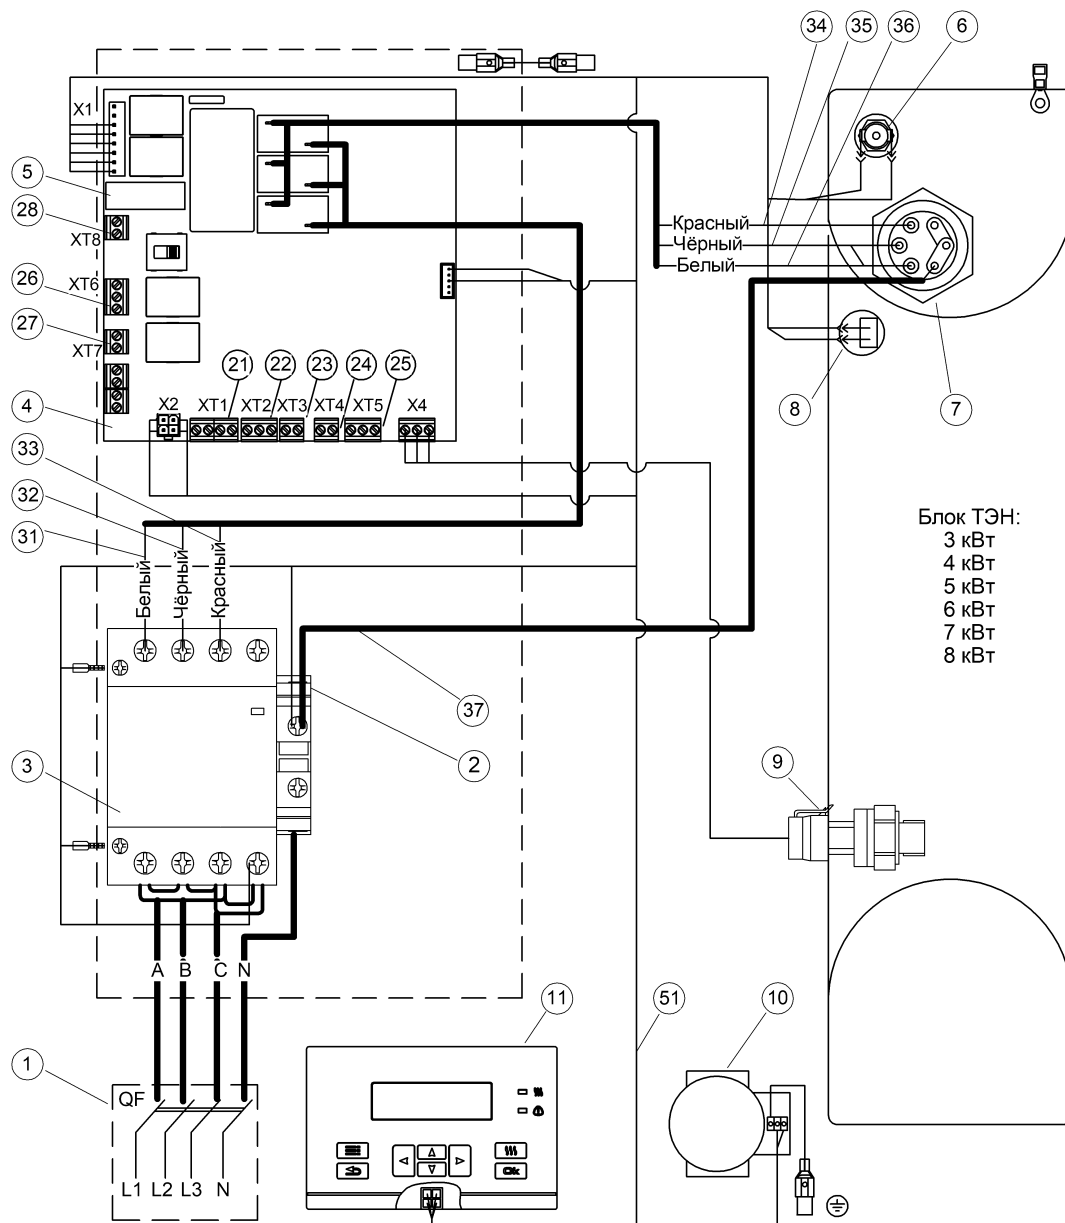 34 35 36 6
X1
5
28
XT8
Красный
Чёрный
Белый
XT6
26
27
XT7
21 22 23 24 25
8 7
4
X2 XT1 XT2 XT3 XT4 XT5 X4
33
32
31
Белый
Чёрный
Красный
Блок ТЭН:
3 кВт
4 кВт
5 кВт
6 кВт
7 кВт
8 кВт
37
3 2 9
A B C N
11 51 10
1
QF
L1 L2 L3 N
Ok